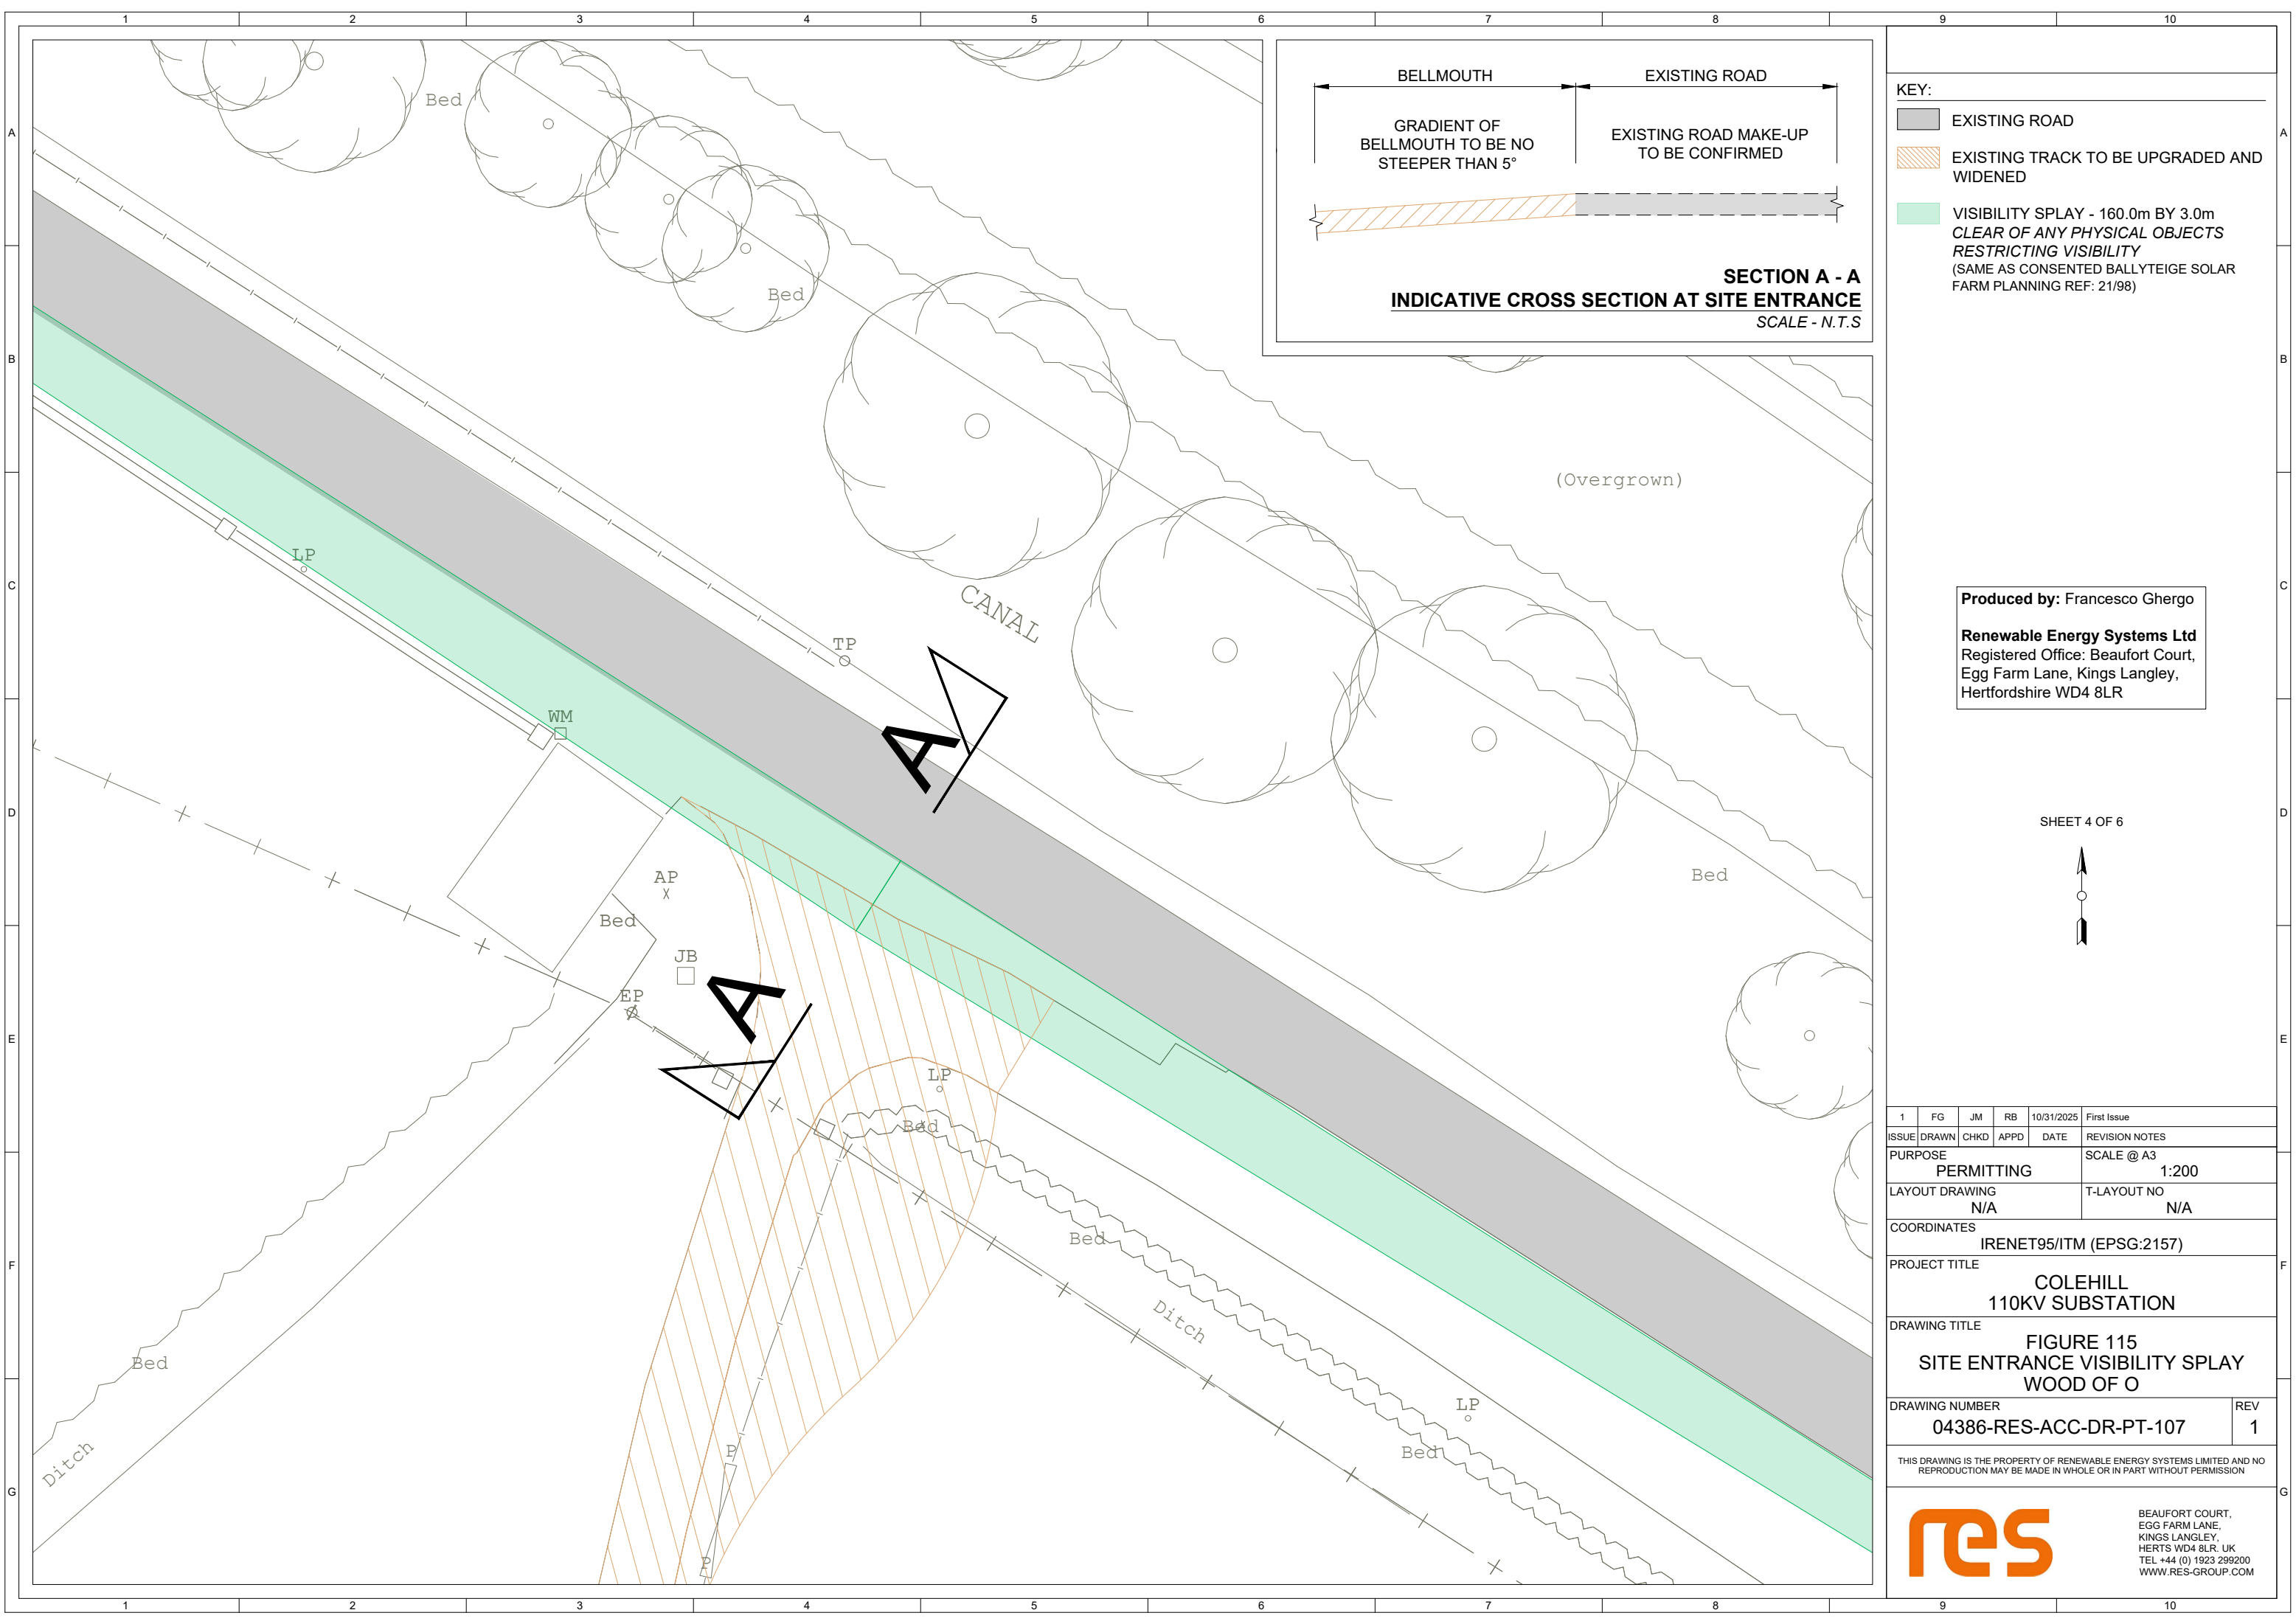 1 2 3 4 5 6 7 8 9 10
A
B
C
D
E
F
G
A
B
C
D
E
F
G
Bed
Bed
(Overgrown)
CANAL
LP
TP
WM
A
Bed
AP
Bed
JB
A
EP
LP
Bed
Bed
Ditch
Bed
LP
Bed
Ditch
P
P
BELLMOUTH
EXISTING ROAD
GRADIENT OF
BELLMOUTH TO BE NO
STEEPER THAN 5°
EXISTING ROAD MAKE-UP
TO BE CONFIRMED
SECTION A - A
INDICATIVE CROSS SECTION AT SITE ENTRANCE
SCALE - N.T.S
KEY:
EXISTING ROAD
EXISTING TRACK TO BE UPGRADED AND
WIDENED
VISIBILITY SPLAY - 160.0m BY 3.0m
CLEAR OF ANY PHYSICAL OBJECTS
RESTRICTING VISIBILITY
(SAME AS CONSENTED BALLYTEIGE SOLAR
FARM PLANNING REF: 21/98)
Produced by: Francesco Ghergo
Renewable Energy Systems Ltd
Registered Office: Beaufort Court,
Egg Farm Lane, Kings Langley,
Hertfordshire WD4 8LR
SHEET 4 OF 6
1 FG JM RB 10/31/2025 First Issue
ISSUE DRAWN CHKD APPD DATE REVISION NOTES
PURPOSE
PERMITTING
SCALE @ A3
1:200
LAYOUT DRAWING
N/A
T-LAYOUT NO
N/A
COORDINATES
IRENET95/ITM (EPSG:2157)
PROJECT TITLE
COLEHILL
110KV SUBSTATION
DRAWING TITLE
FIGURE 115
SITE ENTRANCE VISIBILITY SPLAY
WOOD OF O
DRAWING NUMBER
04386-RES-ACC-DR-PT-107
REV
1
THIS DRAWING IS THE PROPERTY OF RENEWABLE ENERGY SYSTEMS LIMITED AND NO
REPRODUCTION MAY BE MADE IN WHOLE OR IN PART WITHOUT PERMISSION
res
BEAUFORT COURT,
EGG FARM LANE,
KINGS LANGLEY,
HERTS WD4 8LR. UK
TEL +44 (0) 1923 299200
WWW.RES-GROUP.COM
1 2 3 4 5 6 7 8 9 10